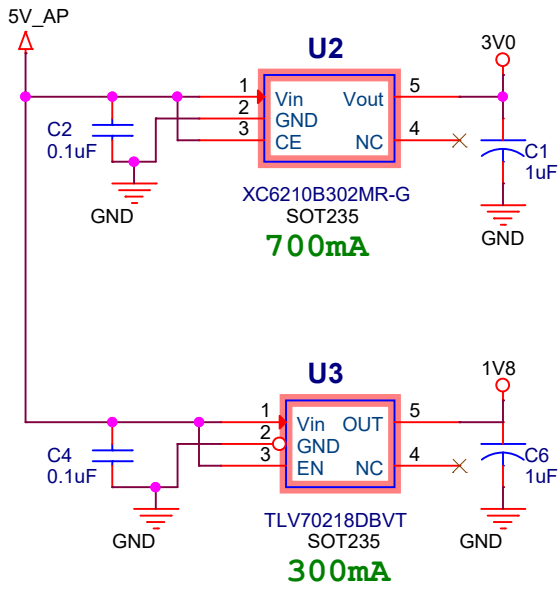 5V_AP
U2
3V0
1 Vin Vout 5
2 GND
3 CE NC 4
C2
0.1uF
C1
1uF
GND
XC6210B302MR-G
SOT235
700mA
GND
U3
1V8
1 Vin OUT 5
2 GND
3 EN NC 4
C4
0.1uF
C6
1uF
GND
TLV70218DBVT
SOT235
300mA
GND